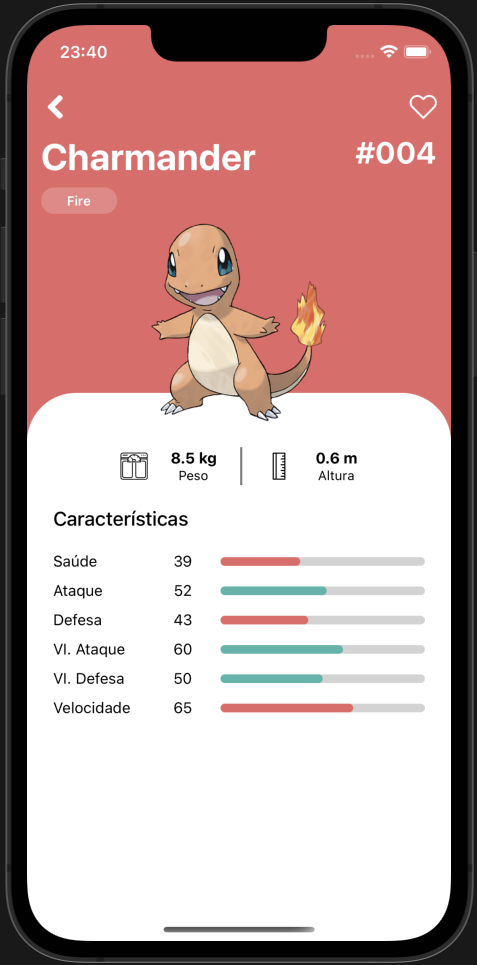 23:40
Charmander
#004
Fire
8.5 kg
Peso
0.6 m
Altura
Características
Saúde 39
Ataque 52
Defesa 43
Vl. Ataque 60
Vl. Defesa 50
Velocidade 65